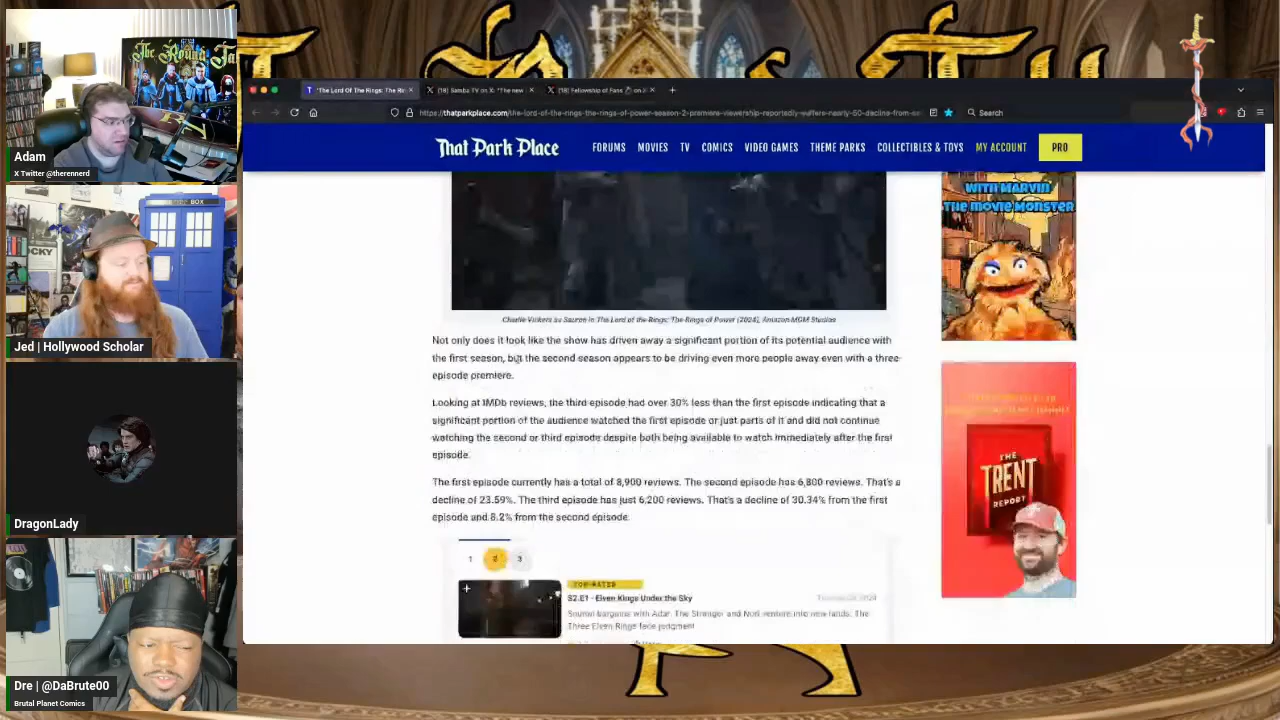 The Round Ta
Adam
X Twitter @therennerd
BOX
Jed | Hollywood Scholar
DragonLady
Dre | @DaBrute00
Brutal Planet Comics
'The Lord Of The Rings: The Rin
(18) Samba TV on X: "The new
(18) Fellowship of Fans
https://thatparkplace.com/the-lord-of-the-rings-the-rings-of-power-season-2-premiere-viewership-reportedly-suffers-nearly-50-decline-from-se
Search
That Park Place
FORUMS MOVIES TV COMICS VIDEO GAMES THEME PARKS COLLECTIBLES & TOYS MY ACCOUNT PRO
WITH MARVIN
THE MOVIE MONSTER
Charlie Vickers as Sauron in The Lord of the Rings: The Rings of Power (2024), Amazon MGM Studios
Not only does it look like the show has driven away a significant portion of its potential audience with
the first season, but the second season appears to be driving even more people away even with a three
episode premiere.
Looking at IMDb reviews, the third episode had over 30% less than the first episode indicating that a
significant portion of the audience watched the first episode or just parts of it and did not continue
watching the second or third episode despite both being available to watch immediately after the first
episode.
The first episode currently has a total of 8,900 reviews. The second episode has 6,800 reviews. That's a
decline of 23.59%. The third episode has just 6,200 reviews. That's a decline of 30.34% from the first
episode and 8.2% from the second episode.
THE
TRENT
REPORT
1 2 3
TOP-RATED
S2.E1 - Elven Kings Under the Sky
Sauron bargains with Adar. The Stranger and Nori venture into new lands. The
Three Elven Rings face judgment